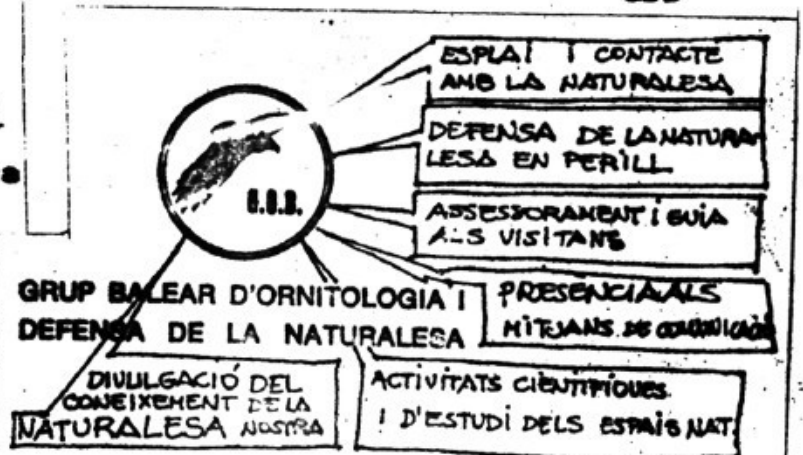 ESPLAI I CONTACTE
AMB LA NATURALESA
DEFENSA DE LA NATURA-
LESA EN PERILL
ASSESSORAMENT I GUIA
ALS VISITANS
GRUP BALEAR D'ORNITOLOGIA I
DEFENSA DE LA NATURALESA
PRESENCIA ALS
MITJANS DE COMUNICACIÓ
DIVULGACIÓ DEL
CONEIXEMENT DE LA
NATURALESA NOSTRA
ACTIVITATS CIENTIFIQUES
I D'ESTUDI DELS ESPAIS NAT.